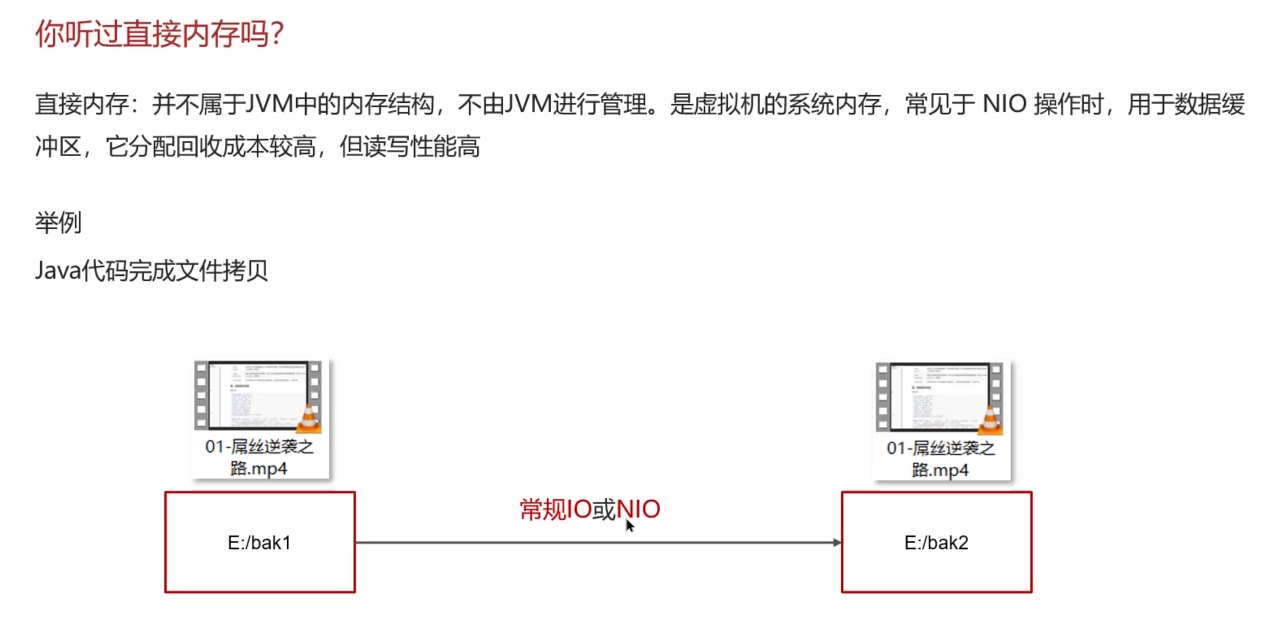 你听过直接内存吗？
直接内存：并不属于JVM中的内存结构，不由JVM进行管理。是虚拟机的系统内存，常见于 NIO 操作时，用于数据缓
冲区，它分配回收成本较高，但读写性能高
举例
Java代码完成文件拷贝
01-屌丝逆袭之
路.mp4
01-屌丝逆袭之
路.mp4
常规IO或NIO
E:/bak1
E:/bak2